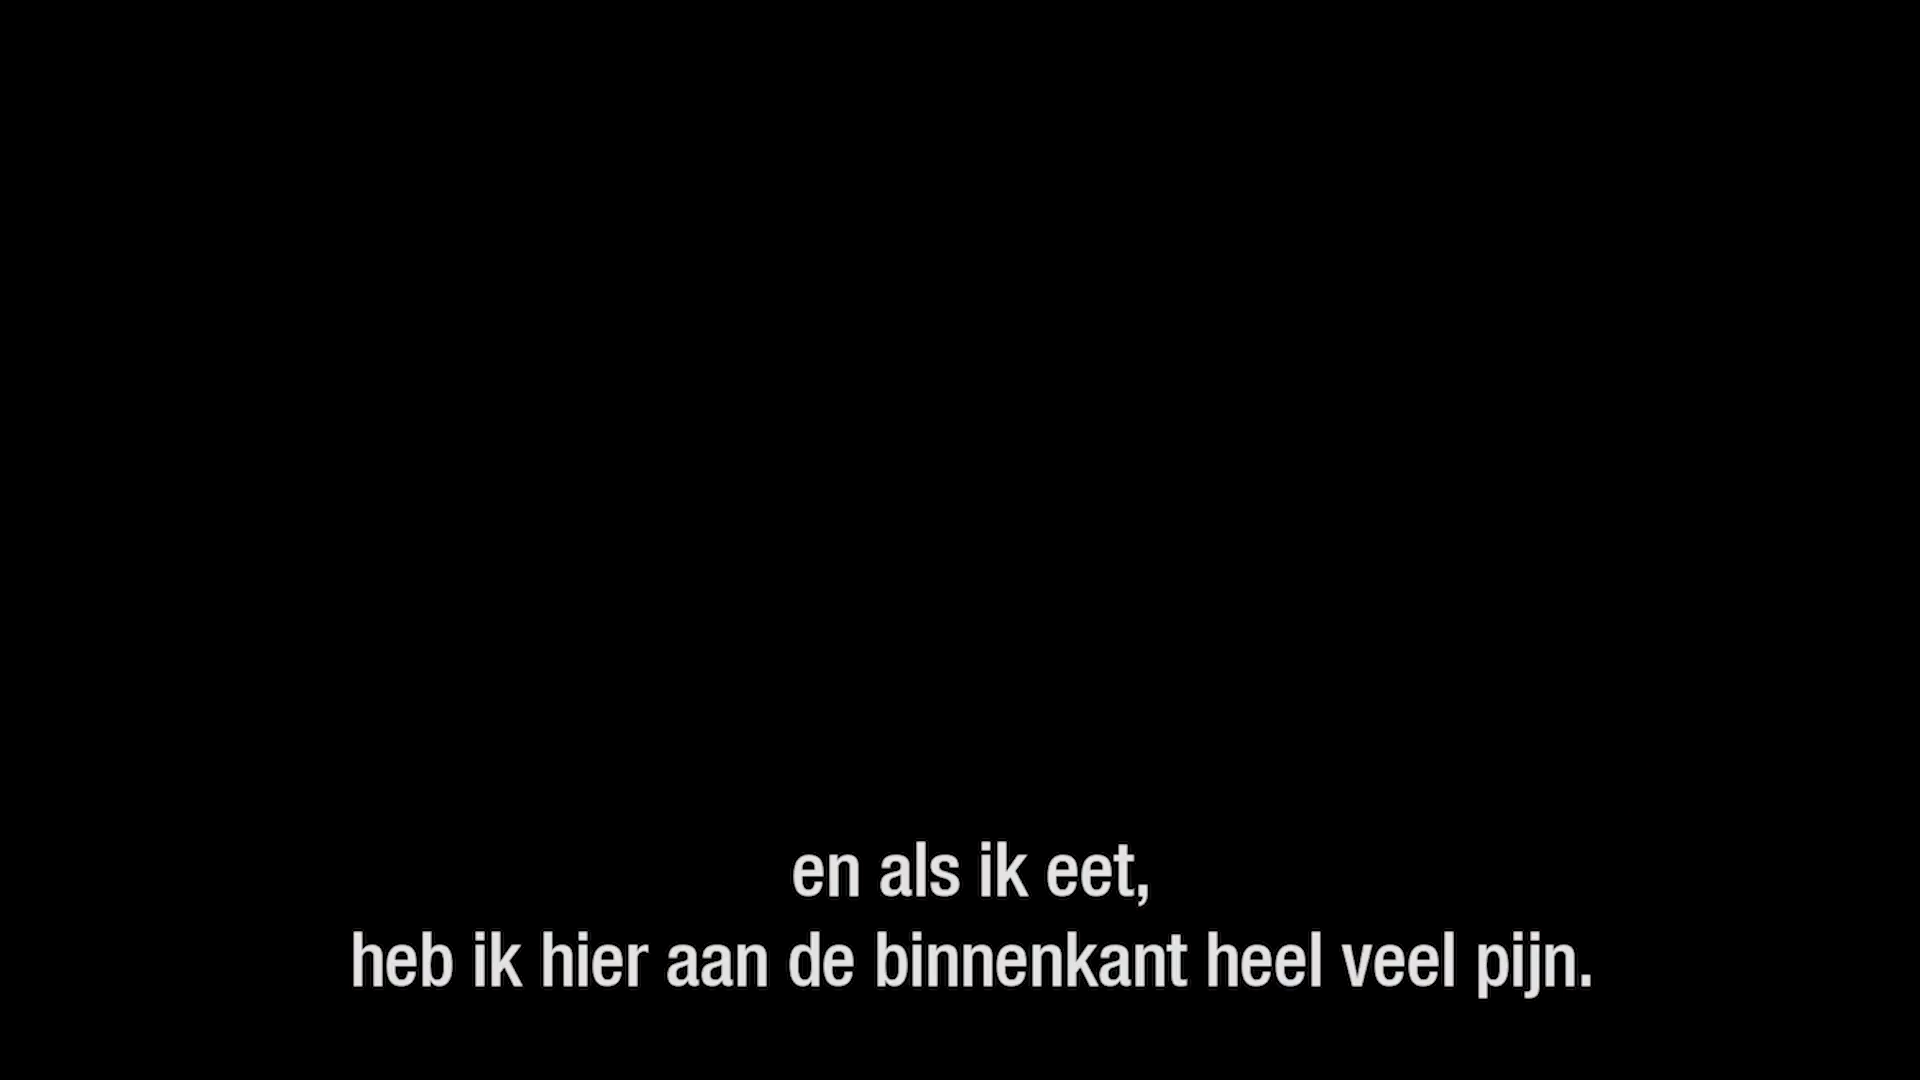 en als ik eet,
heb ik hier aan de binnenkant heel veel pijn.